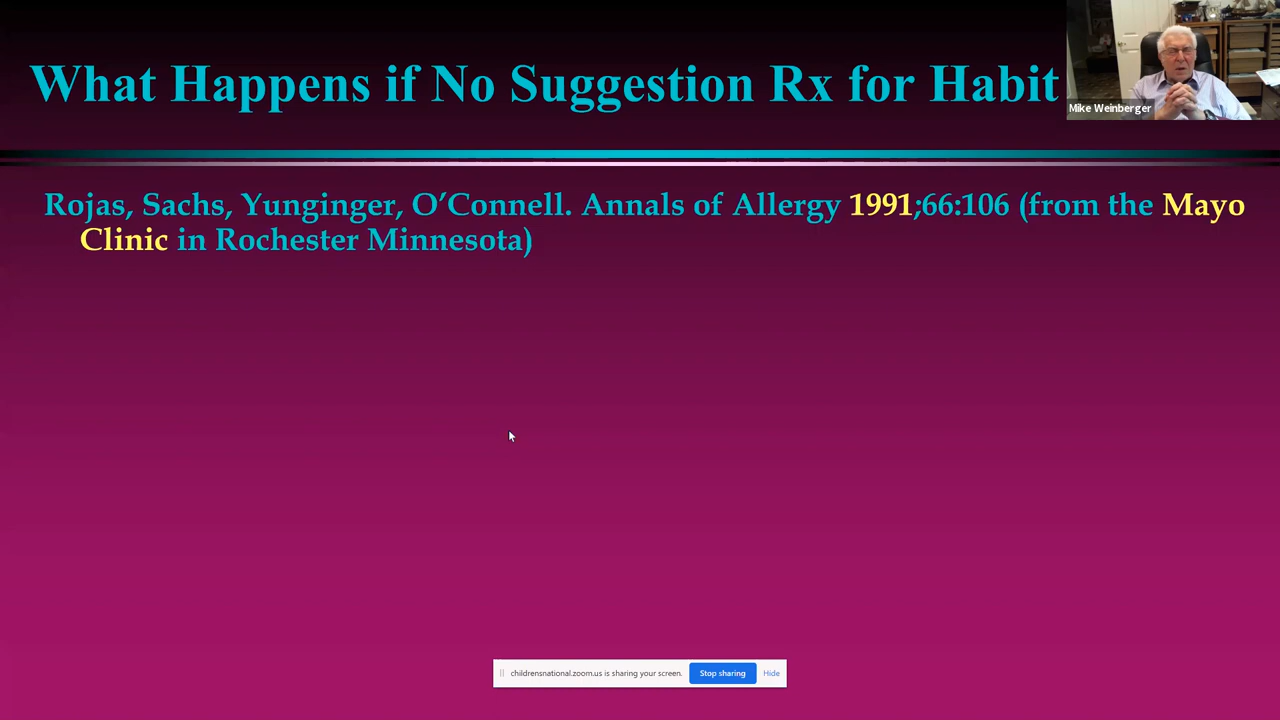 What Happens if No Suggestion Rx for Habit
Mike Weinberger
Rojas, Sachs, Yunginger, O’Connell. Annals of Allergy 1991;66:106 (from the Mayo
Clinic in Rochester Minnesota)
childrensnational.zoom.us is sharing your screen.
Stop sharing
Hide